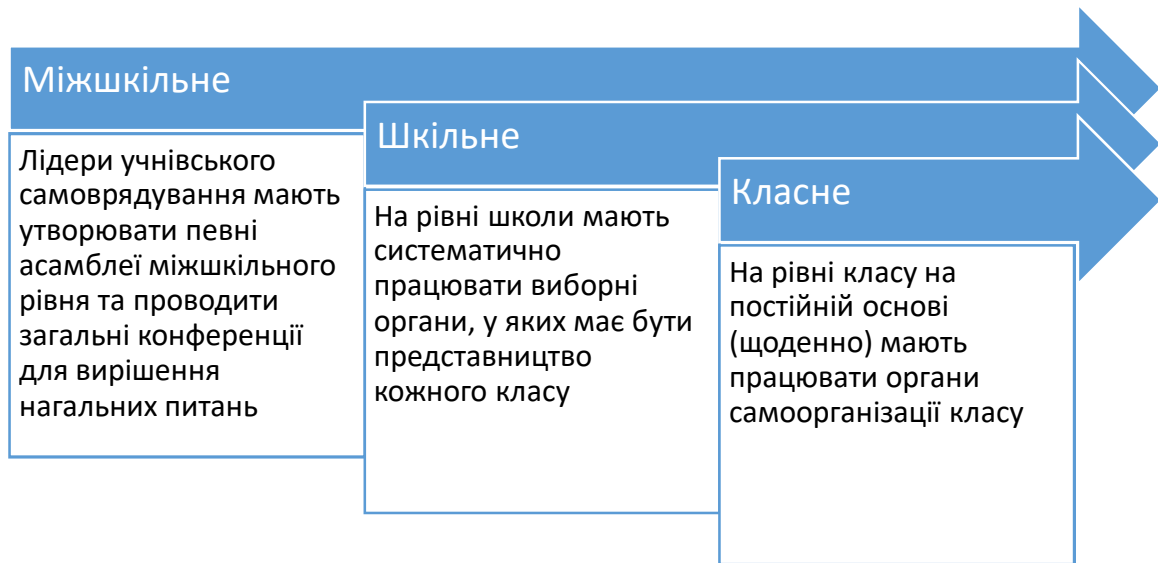 Міжшкільне
Лідери учнівського
самоврядування мають
утворювати певні
асамблеї міжшкільного
рівня та проводити
загальні конференції
для вирішення
нагальних питань
Шкільне
На рівні школи мають
систематично
працювати виборні
органи, у яких має бути
представництво
кожного класу
Класне
На рівні класу на
постійній основі
(щоденно) мають
працювати органи
самоорганізації класу